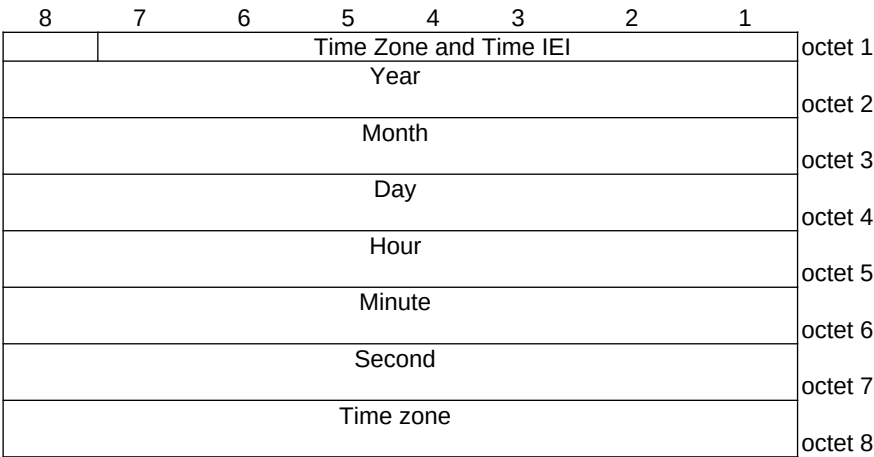 8 7 6 5 4 3 2 1
Time Zone and Time IEI octet 1
Year
octet 2
Month
octet 3
Day
octet 4
Hour
octet 5
Minute
octet 6
Second
octet 7
Time zone
octet 8